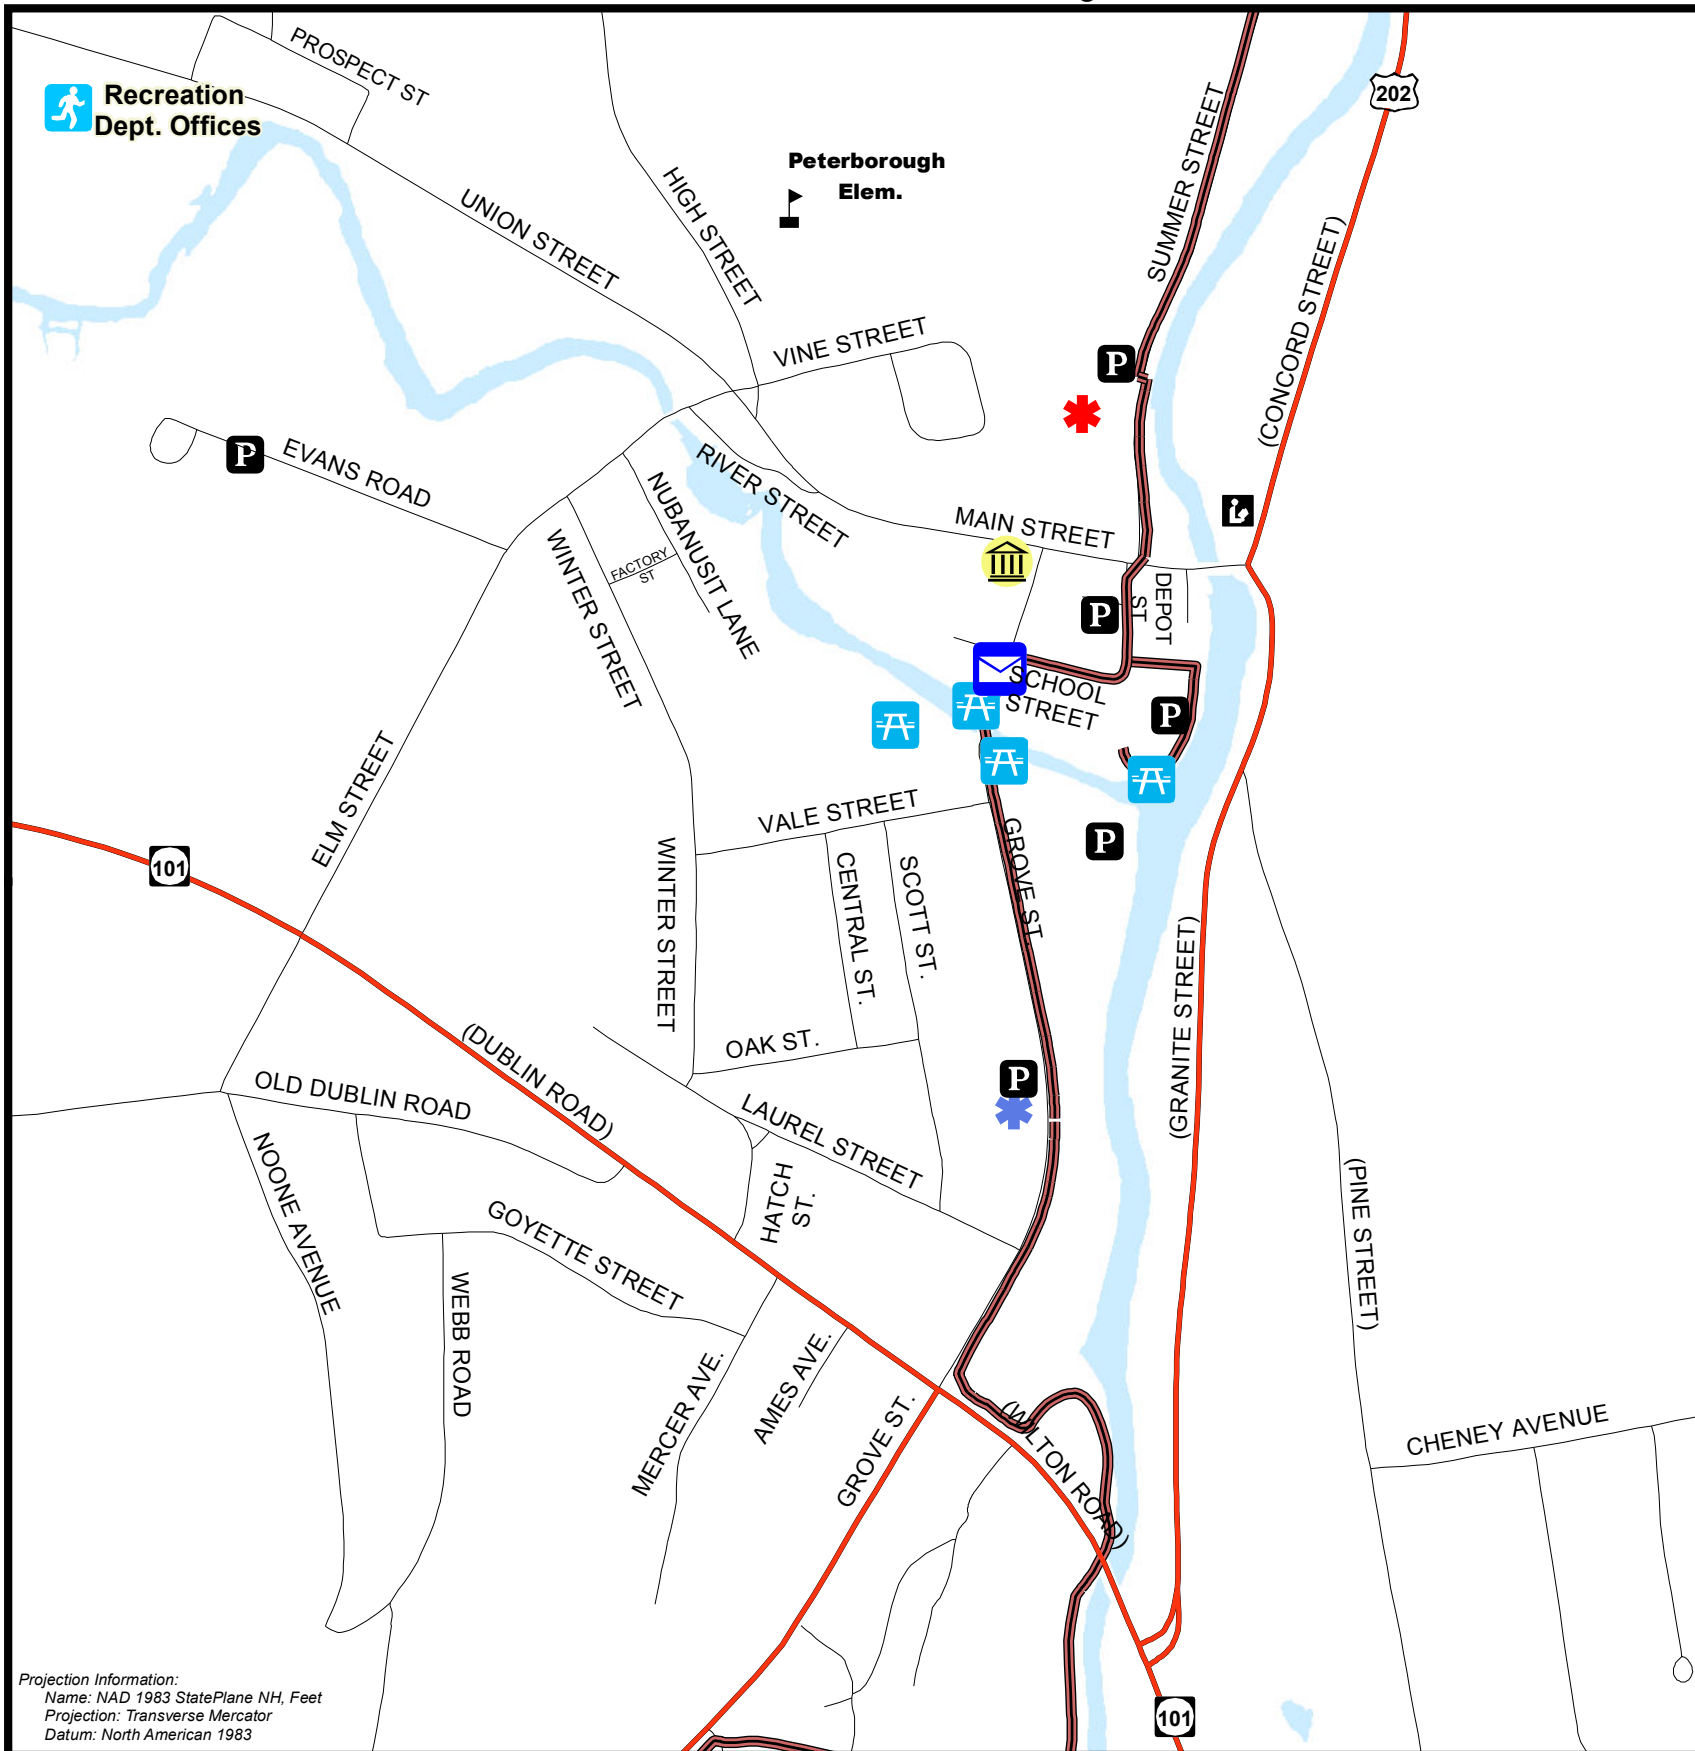 PROSPECT ST
202
Recreation
Dept. Offices
Peterborough
Elem.
SUMMER STREET
UNION STREET
HIGH STREET
(CONCORD STREET)
VINE STREET
P
EVANS ROAD
P
RIVER STREET
NUBANUSIT LANE
MAIN STREET
WINTER STREET
FACTORY
ST
DEPOT
ST
P
SCHOOL
STREET
P
ELM STREET
VALE STREET
P
101
WINTER STREET
CENTRAL ST.
SCOTT ST.
GROVE ST.
(GRANITE STREET)
(DUBLIN ROAD)
OAK ST.
P
OLD DUBLIN ROAD
LAUREL STREET
NOONE AVENUE
HATCH
ST.
(PINE STREET)
GOYETTE STREET
WEBB ROAD
MERCER AVE.
AMES AVE.
GROVE ST.
(WILTON ROAD)
CHENEY AVENUE
101
Projection Information:
Name: NAD 1983 StatePlane NH, Feet
Projection: Transverse Mercator
Datum: North American 1983